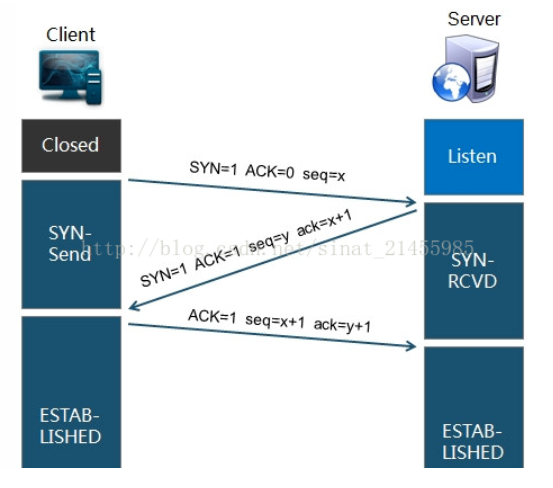 Client
Server
Closed
Listen
SYN=1 ACK=0 seq=x
SYN-
Send
SYN=1 ACK=1 seq=y ack=x+1
http://blog.csdn.net/sinat_21455985
SYN-
RCVD
ACK=1 seq=x+1 ack=y+1
ESTAB-
LISHED
ESTAB-
LISHED